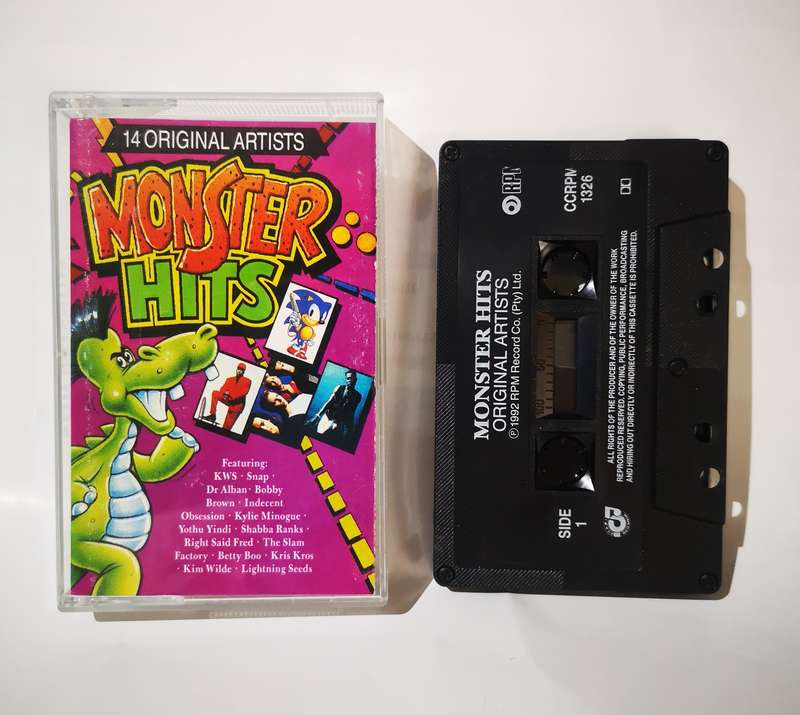 14 ORIGINAL ARTISTS
MONSTER
HITS
Featuring:
KWS · Snap ·
Dr Alban · Bobby
Brown · Indecent
Obsession · Kylie Minogue ·
Yothu Yindi · Shabba Ranks ·
Right Said Fred · The Slam
Factory · Betty Boo · Kris Kros
· Kim Wilde · Lightning Seeds
RPM
CCRPM
1326
MONSTER HITS
ORIGINAL ARTISTS
℗ 1992 RPM Record Co. (Pty) Ltd.
100
50
ALL RIGHTS OF THE PRODUCER AND OF THE OWNER OF THE WORK
REPRODUCED RESERVED. COPYING, PUBLIC PERFORMANCE, BROADCASTING
AND HIRING OUT DIRECTLY OR INDIRECTLY OF THIS CASSETTE IS PROHIBITED.
SIDE
1